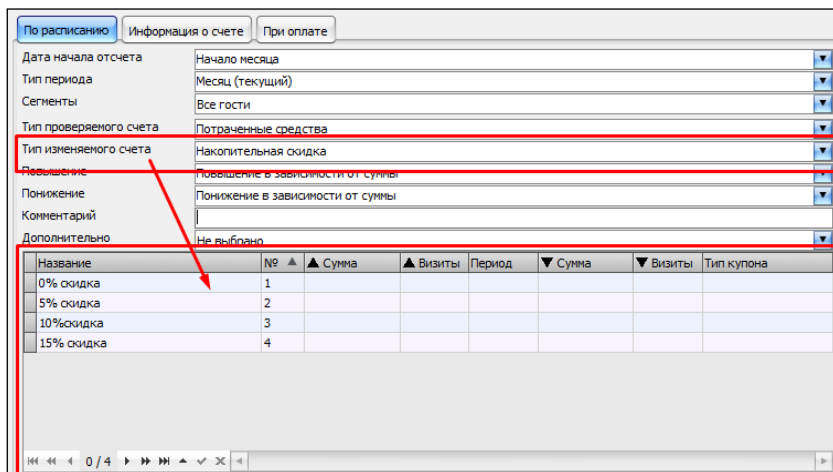 По расписанию Информация о счете При оплате
Дата начала отсчета Начало месяца
Тип периода Месяц (текущий)
Сегменты Все гости
Тип проверяемого счета Потраченные средства
Тип изменяемого счета Накопительная скидка
Повышение Повышение в зависимости от суммы
Понижение Понижение в зависимости от суммы
Комментарий
Дополнительно Не выбрано
Название № ▲ ▲ Сумма ▲ Визиты Период ▼ Сумма ▼ Визиты Тип купона
0% скидка 1
5% скидка 2
10%скидка 3
15% скидка 4
0 / 4